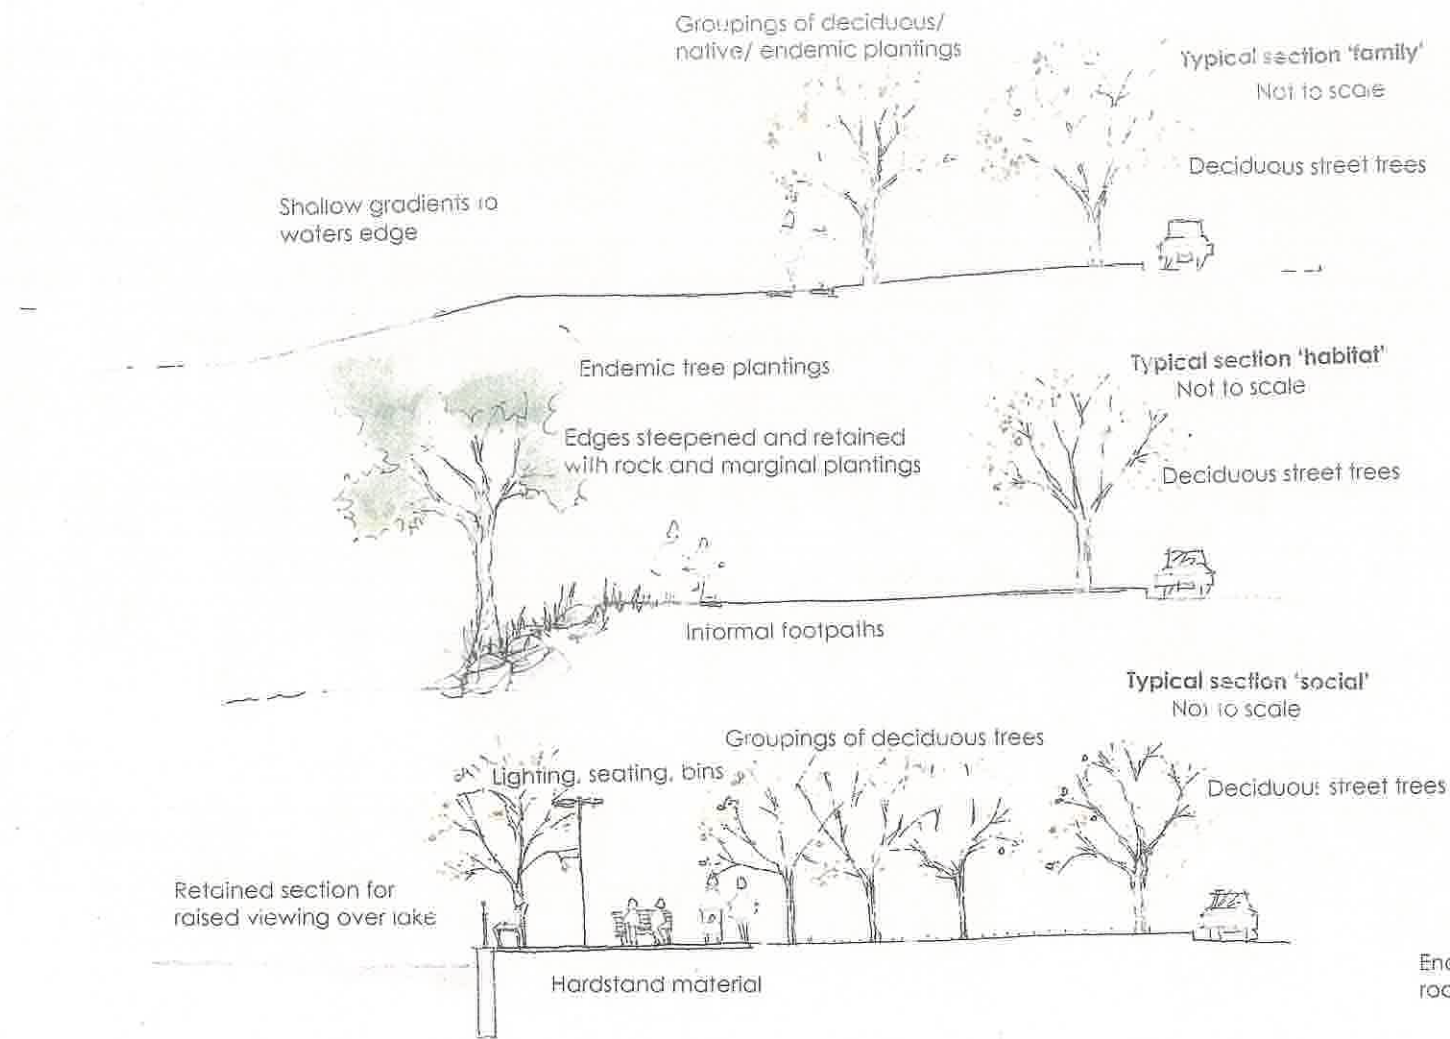 Groupings of deciduous/
native/ endemic plantings
Typical section 'family'
Not to scale
Deciduous street trees
Shallow gradients to
waters edge
Endemic tree plantings
Typical section 'habitat'
Not to scale
Edges steepened and retained
with rock and marginal plantings
Deciduous street trees
Informal footpaths
Typical section 'social'
Not to scale
Groupings of deciduous trees
Lighting, seating, bins
Deciduous street trees
Retained section for
raised viewing over lake
Hardstand material